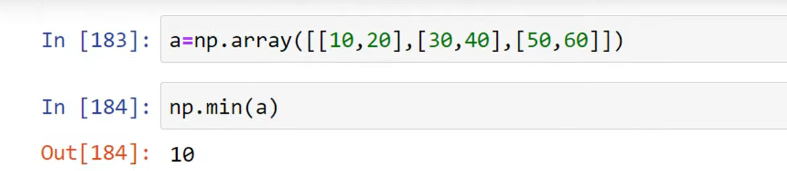 In [183]: a=np.array([[10,20],[30,40],[50,60]])
In [184]: np.min(a)
Out[184]: 10